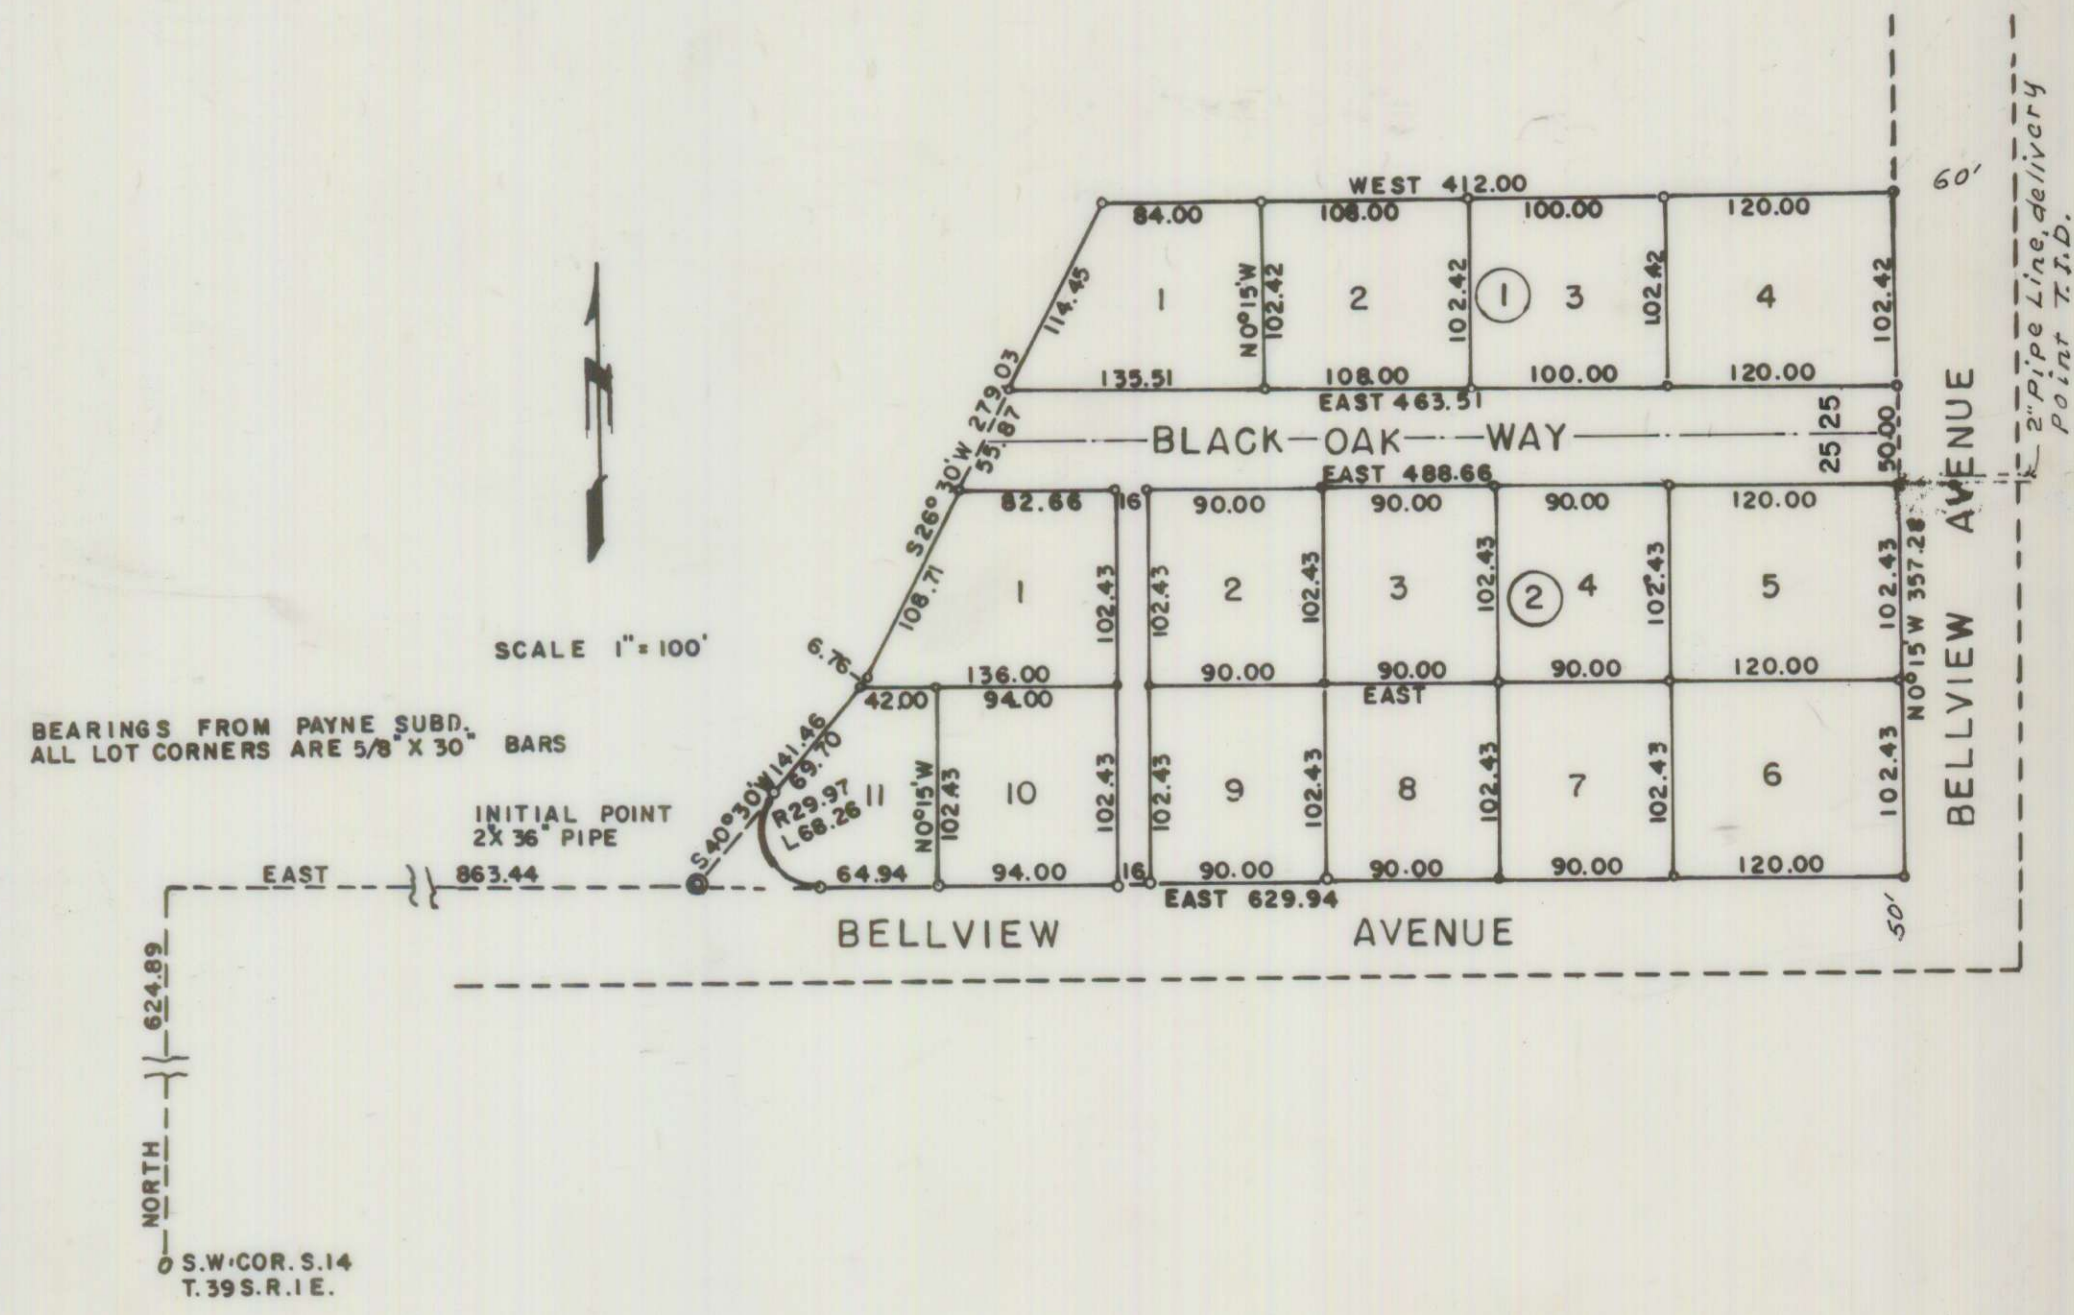 60'
2" Pipe Line, delivery
Point T.I.D.
WEST 412.00
84.00
108.00
100.00
120.00
114.45
1
N0°15'W
102.42
2
102.42
1
3
102.42
4
102.42
135.51
108.00
100.00
120.00
EAST 463.51
S26°30'W 279.03
55.87
BLACK OAK WAY
25 25
50.00
EAST 488.66
82.66
16
90.00
90.00
90.00
120.00
108.71
1
102.43
102.43
2
102.43
3
102.43
2
4
102.43
5
102.43
N0°15'W 357.28
BELLVIEW AVENUE
SCALE 1"=100'
6.76
136.00
90.00
90.00
90.00
120.00
EAST
42.00
94.00
BEARINGS FROM PAYNE SUBD.
ALL LOT CORNERS ARE 5/8" X 30" BARS
S40°30'W 141.46
69.70
R29.97
L68.26
11
N0°15'W
102.43
10
102.43
102.43
9
102.43
8
102.43
7
102.43
6
102.43
INITIAL POINT
2"X 36" PIPE
EAST 863.44
64.94
94.00
16
90.00
90.00
90.00
120.00
EAST 629.94
BELLVIEW AVENUE
50'
NORTH 624.89
S.W. COR. S.14
T.39S.R.1E.